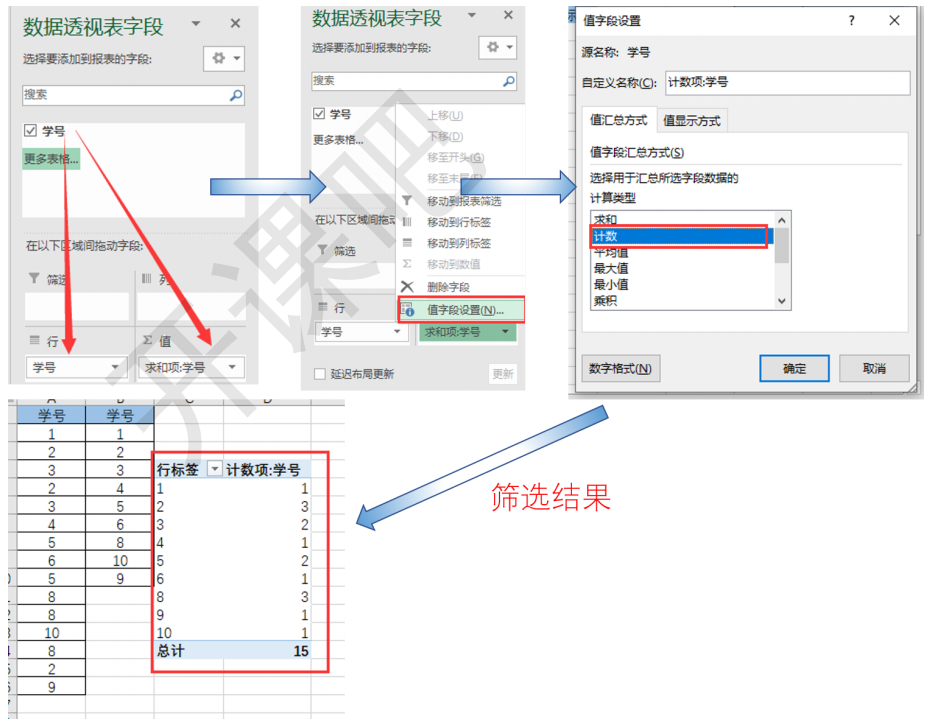 数据透视表字段
选择要添加到报表的字段:
搜索
学号
更多表格...
在以下区域间拖动字段:
筛选
列
行
Σ 值
学号
求和项:学号
数据透视表字段
选择要添加到报表的字段:
搜索
学号
更多表格...
在以下区域间拖动
筛选
行
学号
求和项:学号
延迟布局更新
更新
上移(U)
下移(D)
移至开头(G)
移至末尾(E)
移动到报表筛选
移动到行标签
移动到列标签
Σ 移动到数值
删除字段
值字段设置(N)...
值字段设置
?
源名称: 学号
自定义名称(C): 计数项:学号
值汇总方式 值显示方式
值字段汇总方式(S)
选择用于汇总所选字段数据的
计算类型
求和
计数
平均值
最大值
最小值
乘积
数字格式(N) 确定 取消
筛选结果
A B C D
学号 学号
1 1
2 2
3 3 行标签 计数项:学号
2 4 1 1
3 5 2 3
4 6 3 2
5 8 4 1
6 10 5 2
5 9 6 1
8 8 3
8 9 1
10 10 1
8 总计 15
2
9
开课吧